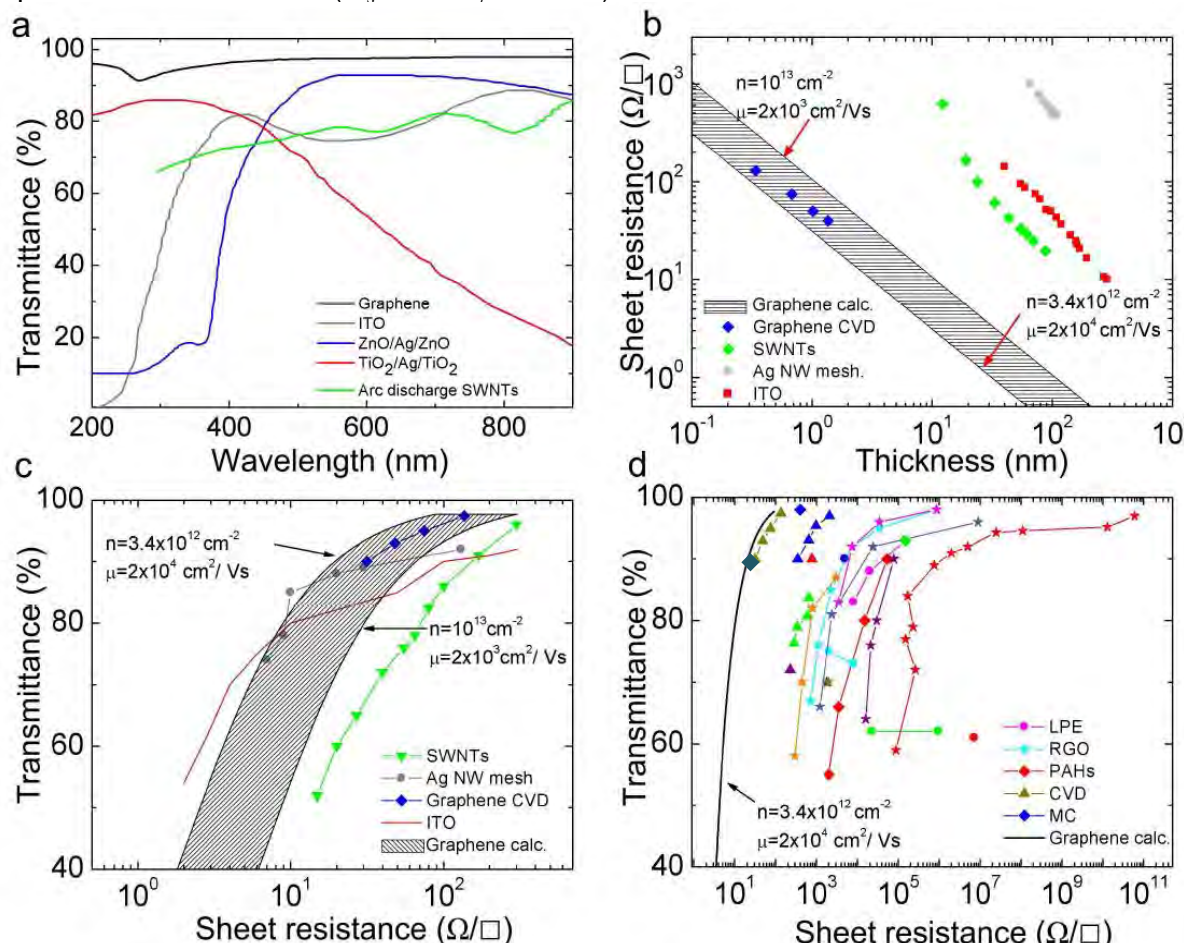 a
Transmittance (%)
100
80
60
40
20
200
400
600
800
Wavelength (nm)
Graphene
ITO
ZnO/Ag/ZnO
TiO₂/Ag/TiO₂
Arc discharge SWNTs
b
Sheet resistance (Ω/□)
10³
10²
10¹
10⁰
10⁻¹
10⁰
10¹
10²
10
Thickness (nm)
n=10¹³ cm⁻²
μ=2x10³ cm²/Vs
n=3.4x10¹² cm⁻²
μ=2x10⁴ cm²/Vs
Graphene calc.
Graphene CVD
SWNTs
Ag NW mesh.
ITO
c
Transmittance (%)
100
80
60
40
10⁰
10¹
10²
Sheet resistance (Ω/□)
n=3.4x10¹² cm⁻²
μ=2x10⁴ cm²/ Vs
n=10¹³cm⁻²
μ=2x10³cm²/ Vs
SWNTs
Ag NW mesh
Graphene CVD
ITO
Graphene calc.
d
Transmittance (%)
100
80
60
40
10¹
10³
10⁵
10⁷
10⁹
10¹¹
Sheet resistance (Ω/□)
n=3.4x10¹² cm⁻²
μ=2x10⁴ cm²/ Vs
LPE
RGO
PAHs
CVD
MC
Graphene calc.